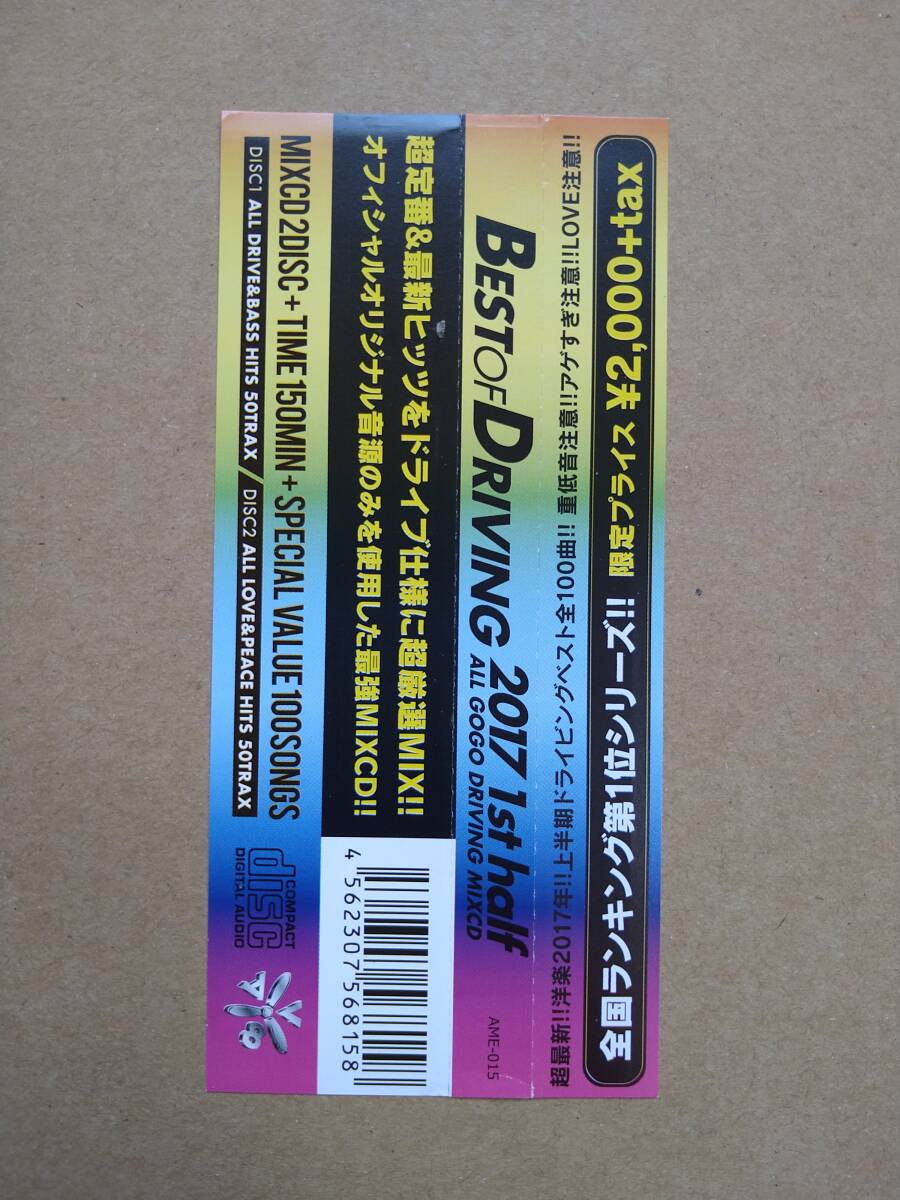 全国ランキング第1位シリーズ!! 限定プライス ¥2,000+tax
超最新!!洋楽2017年!!上半期ドライビングベスト全100曲!! 重低音注意!!アゲすぎ注意!!LOVE注意!!
BEST OF DRIVING 2017 1st half
ALL GOGO DRIVING MIXCD
AME-015
超定番&最新ヒッツをドライブ仕様に超厳選MIX!!
オフィシャルオリジナル音源のみを使用した最強MIXCD!!
4 562307 568158
MIXCD 2DISC + TIME 150MIN + SPECIAL VALUE 100SONGS
DISC1 ALL DRIVE&BASS HITS 50TRAX / DISC2 ALL LOVE&PEACE HITS 50TRAX
COMPACT
disc
DIGITAL AUDIO